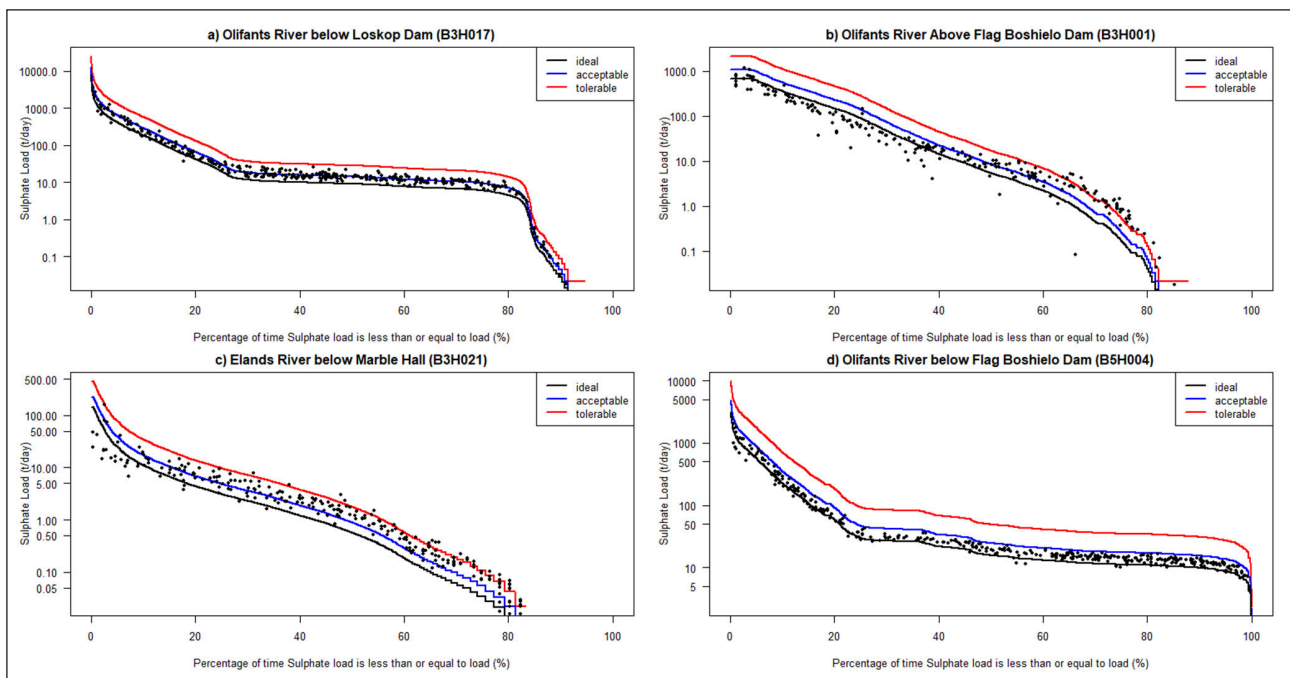 a) Olifants River below Loskop Dam (B3H017)
Sulphate Load (t/day)
10000.0
1000.0
100.0
10.0
1.0
0.1
ideal
acceptable
tolerable
0 20 40 60 80 100
Percentage of time Sulphate load is less than or equal to load (%)
b) Olifants River Above Flag Boshielo Dam (B3H001)
Sulphate Load (t/day)
1000.0
100.0
10.0
1.0
0.1
ideal
acceptable
tolerable
0 20 40 60 80 100
Percentage of time Sulphate load is less than or equal to load (%)
c) Elands River below Marble Hall (B3H021)
Sulphate Load (t/day)
500.00
100.00
50.00
10.00
5.00
1.00
0.50
0.10
0.05
ideal
acceptable
tolerable
0 20 40 60 80 100
Percentage of time Sulphate load is less than or equal to load (%)
d) Olifants River below Flag Boshielo Dam (B5H004)
Sulphate Load (t/day)
10000
5000
1000
500
100
50
10
5
ideal
acceptable
tolerable
0 20 40 60 80 100
Percentage of time Sulphate load is less than or equal to load (%)